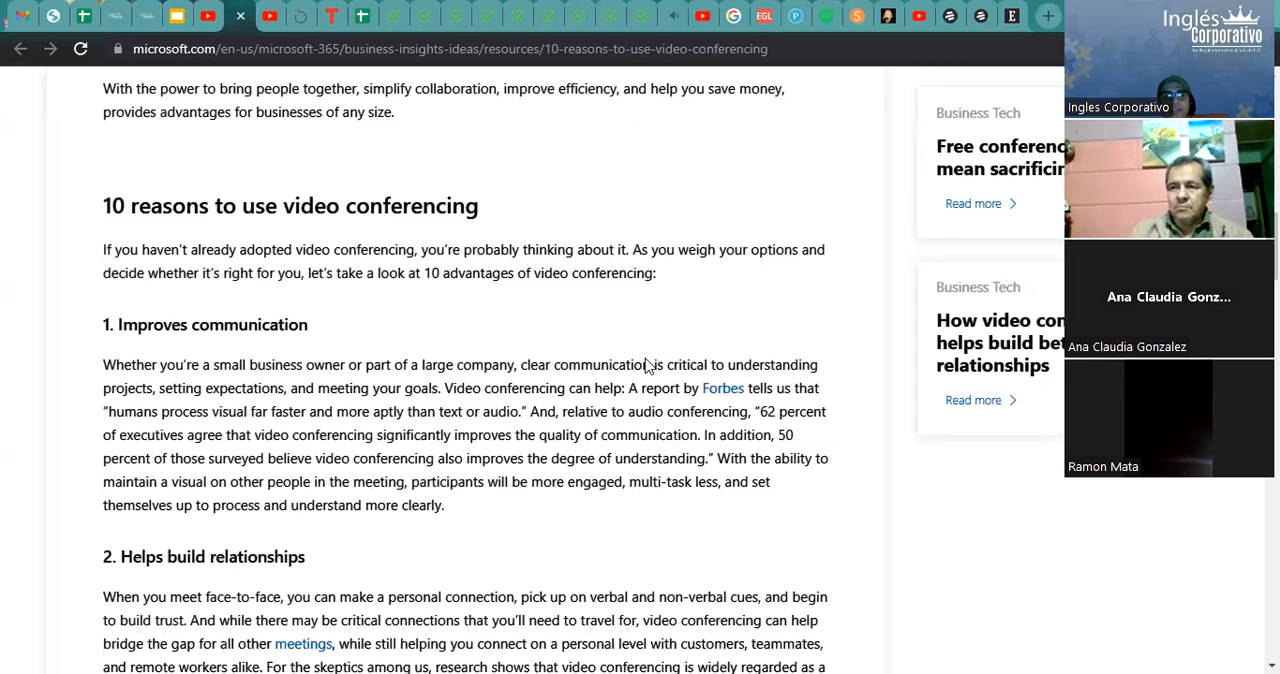 EGL
microsoft.com/en-us/microsoft-365/business-insights-ideas/resources/10-reasons-to-use-video-conferencing
With the power to bring people together, simplify collaboration, improve efficiency, and help you save money,
provides advantages for businesses of any size.
10 reasons to use video conferencing
If you haven't already adopted video conferencing, you're probably thinking about it. As you weigh your options and
decide whether it's right for you, let's take a look at 10 advantages of video conferencing:
1. Improves communication
Whether you're a small business owner or part of a large company, clear communication is critical to understanding
projects, setting expectations, and meeting your goals. Video conferencing can help: A report by Forbes tells us that
“humans process visual far faster and more aptly than text or audio.” And, relative to audio conferencing, “62 percent
of executives agree that video conferencing significantly improves the quality of communication. In addition, 50
percent of those surveyed believe video conferencing also improves the degree of understanding.” With the ability to
maintain a visual on other people in the meeting, participants will be more engaged, multi-task less, and set
themselves up to process and understand more clearly.
2. Helps build relationships
When you meet face-to-face, you can make a personal connection, pick up on verbal and non-verbal cues, and begin
to build trust. And while there may be critical connections that you'll need to travel for, video conferencing can help
bridge the gap for all other meetings, while still helping you connect on a personal level with customers, teammates,
and remote workers alike. For the skeptics among us, research shows that video conferencing is widely regarded as a
Business Tech
Free conferenc
mean sacrificin
Read more
Business Tech
How video con
helps build bet
relationships
Read more
Inglés
Corporativo
Ingles Corporativo
Ana Claudia Gonz...
Ana Claudia Gonzalez
Ramon Mata